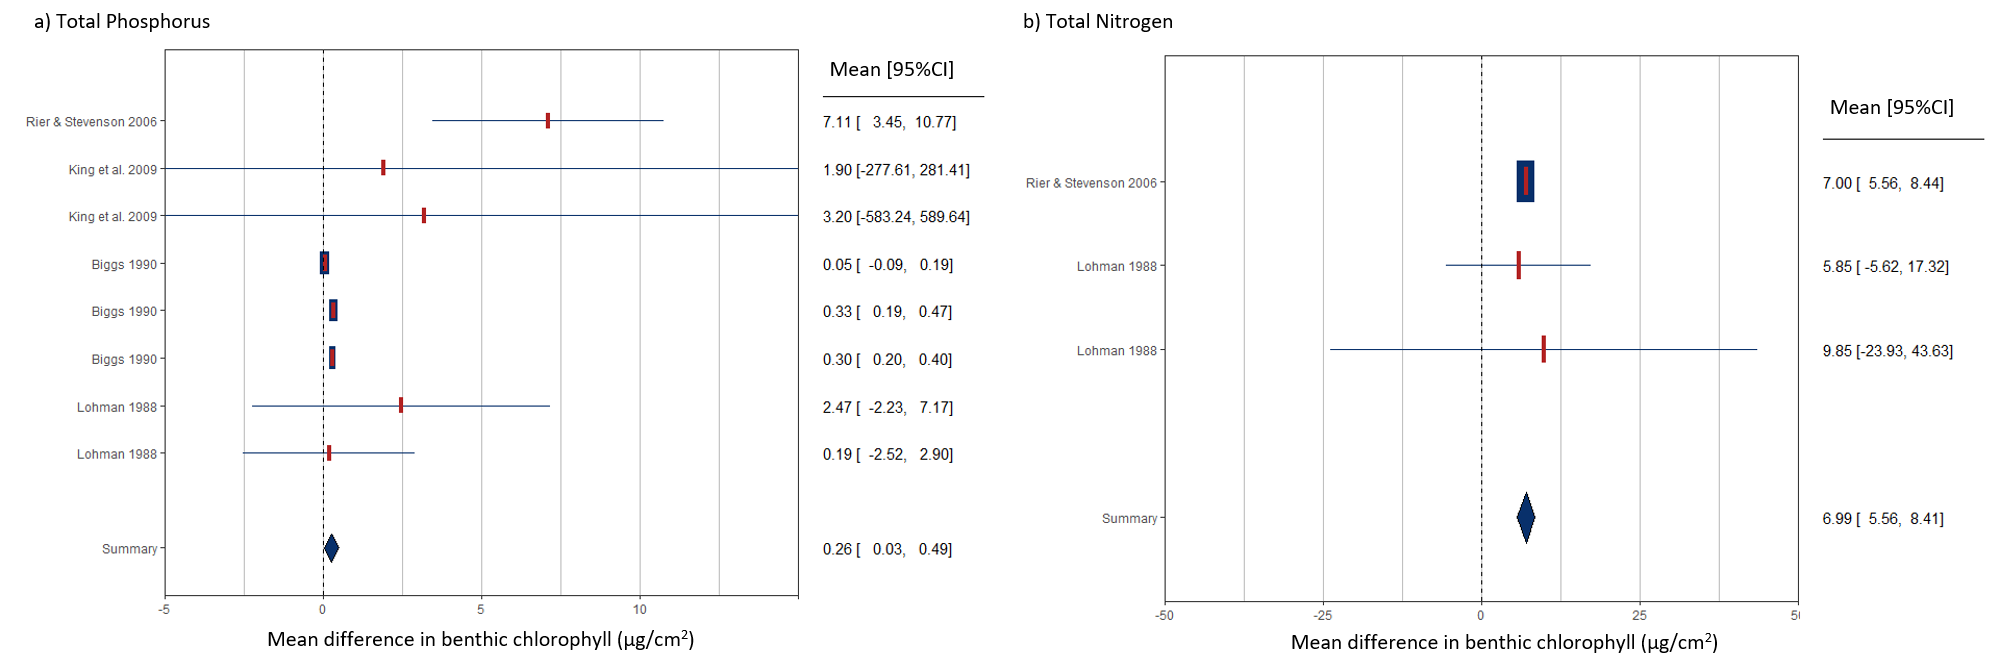 a) Total Phosphorus
Mean [95%CI]
Rier & Stevenson 2006 7.11 [ 3.45, 10.77]
King et al. 2009 1.90 [-277.61, 281.41]
King et al. 2009 3.20 [-583.24, 589.64]
Biggs 1990 0.05 [ -0.09, 0.19]
Biggs 1990 0.33 [ 0.19, 0.47]
Biggs 1990 0.30 [ 0.20, 0.40]
Lohman 1988 2.47 [ -2.23, 7.17]
Lohman 1988 0.19 [ -2.52, 2.90]
Summary 0.26 [ 0.03, 0.49]
-5 0 5 10
Mean difference in benthic chlorophyll (µg/cm²)
b) Total Nitrogen
Mean [95%CI]
Rier & Stevenson 2006 7.00 [ 5.56, 8.44]
Lohman 1988 5.85 [ -5.62, 17.32]
Lohman 1988 9.85 [-23.93, 43.63]
Summary 6.99 [ 5.56, 8.41]
-50 -25 0 25
Mean difference in benthic chlorophyll (µg/cm²)